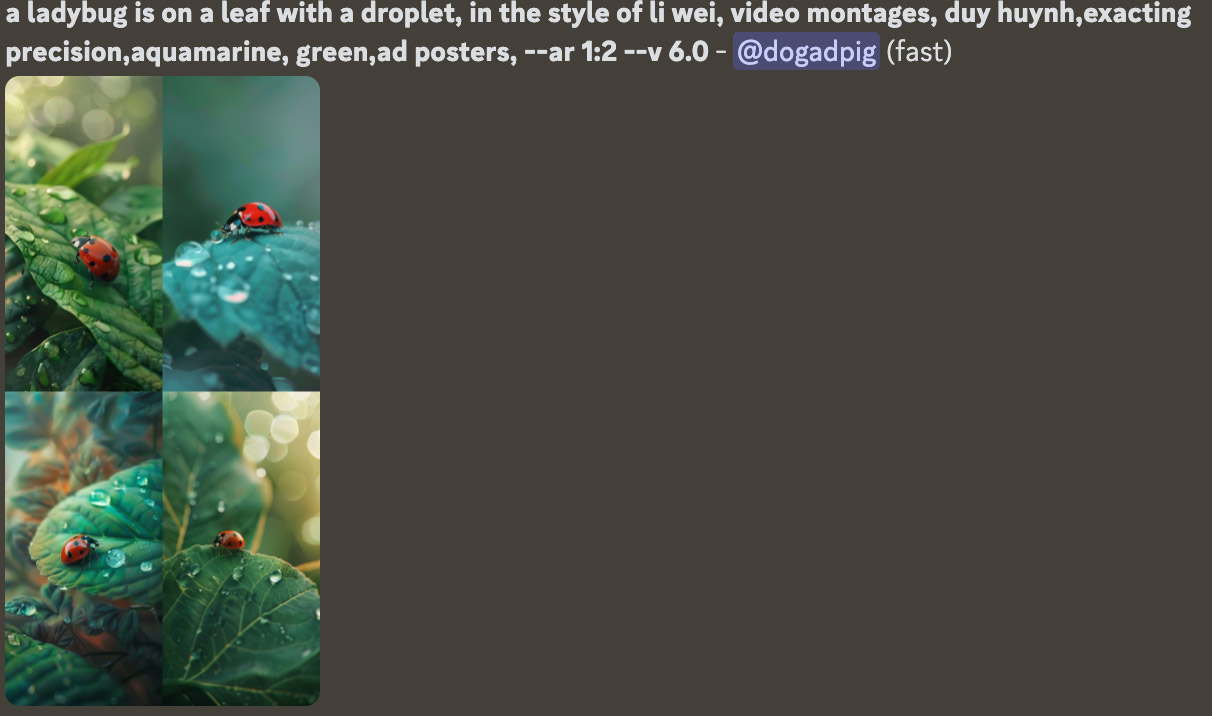 a ladybug is on a leaf with a droplet, in the style of li wei, video montages, duy huynh,exacting
precision,aquamarine, green,ad posters, --ar 1:2 --v 6.0 - @dogadpig (fast)